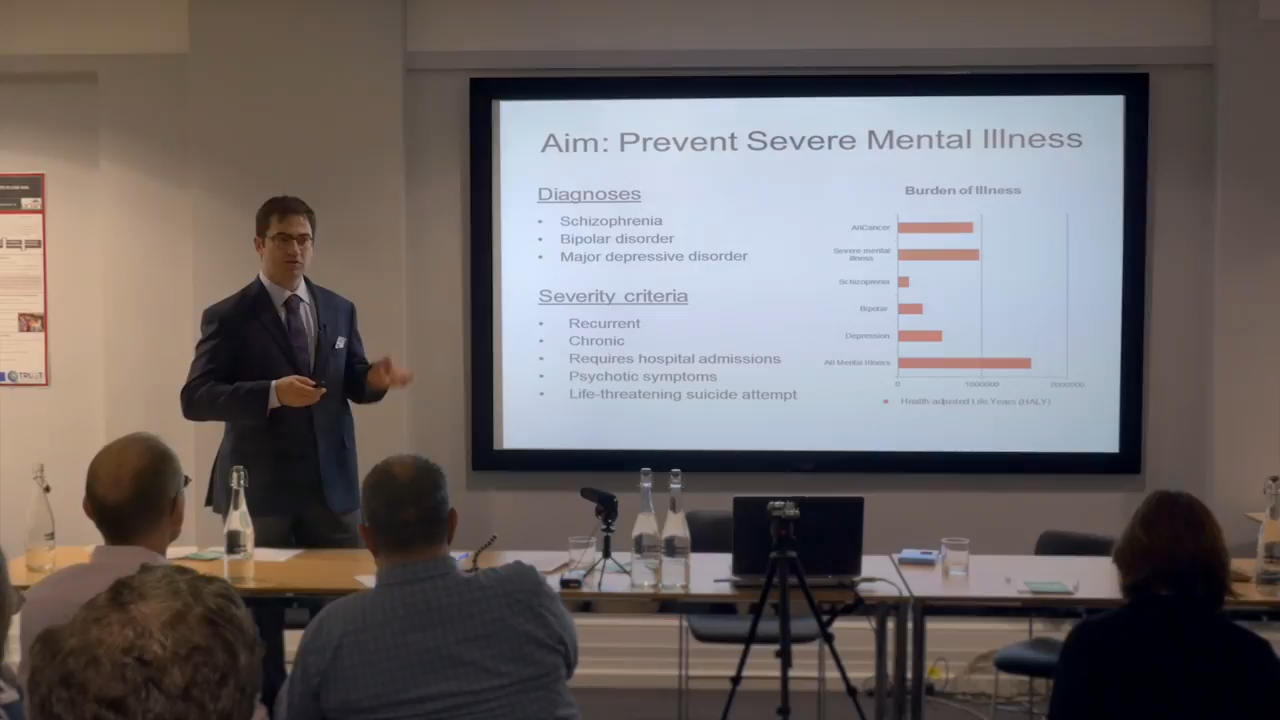 Aim: Prevent Severe Mental Illness
Diagnoses
• Schizophrenia
• Bipolar disorder
• Major depressive disorder
Severity criteria
• Recurrent
• Chronic
• Requires hospital admissions
• Psychotic symptoms
• Life-threatening suicide attempt
Burden of Illness
All Cancer
Severe mental
illness
Schizoprenia
Bipolar
Depression
All Mental Illness
0
1000000
2000000
Health-adjusted Life Years (HALY)
TRUST